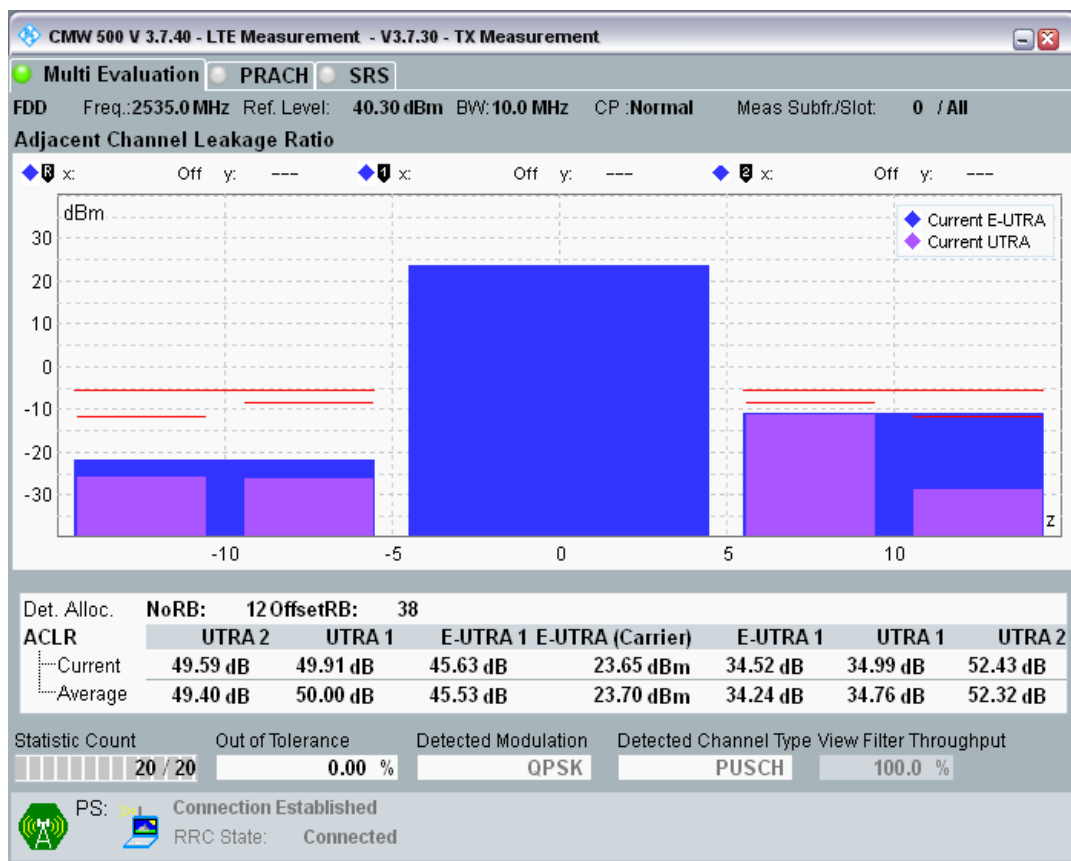 CMW 500 V 3.7.40 - LTE Measurement - V3.7.30 - TX Measurement
Multi Evaluation PRACH SRS
FDD Freq.:2535.0 MHz Ref. Level: 40.30 dBm BW:10.0 MHz CP :Normal Meas Subfr./Slot: 0 / All
Adjacent Channel Leakage Ratio
R x: Off y: --- 1 x: Off y: --- 2 x: Off y: ---
dBm
Current E-UTRA
Current UTRA
30
20
10
0
-10
-20
-30
z
-10 -5 0 5 10
Det. Alloc. NoRB: 12 OffsetRB: 38
ACLR UTRA 2 UTRA 1 E-UTRA 1 E-UTRA (Carrier) E-UTRA 1 UTRA 1 UTRA 2
Current 49.59 dB 49.91 dB 45.63 dB 23.65 dBm 34.52 dB 34.99 dB 52.43 dB
Average 49.40 dB 50.00 dB 45.53 dB 23.70 dBm 34.24 dB 34.76 dB 52.32 dB
Statistic Count Out of Tolerance Detected Modulation Detected Channel Type View Filter Throughput
20 / 20 0.00 % QPSK PUSCH 100.0 %
PS: Connection Established
RRC State: Connected